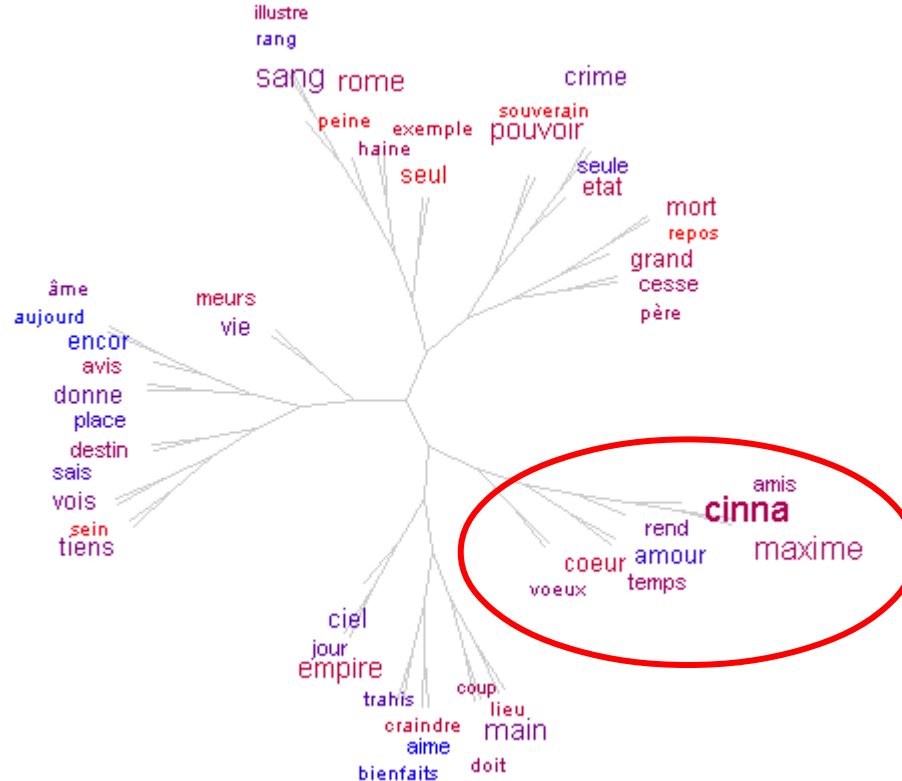 illustre
rang
sang
rome
crime
peine
exemple
haine
seul
souverain
pouvoir
seule
etat
mort
repos
grand
cesse
père
âme
aujourd
encor
avis
donne
place
destin
sais
vois
sein
tiens
meurs
vie
amis
cinna
rend
maxime
coeur
amour
voeux
temps
ciel
jour
empire
trahis
coup
lieu
craindre
main
aime
doit
bienfaits